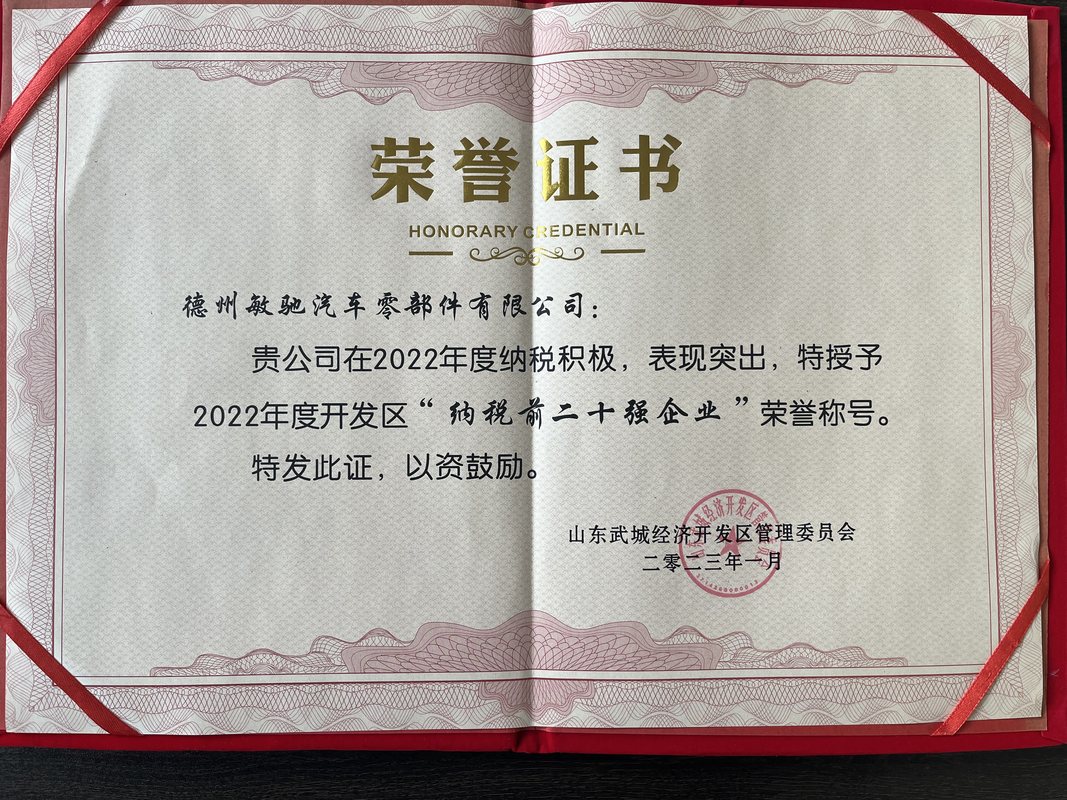 荣誉证书
HONORARY CREDENTIAL
德州敏驰汽车零部件有限公司：
贵公司在2022年度纳税积极，表现突出，特授予
2022年度开发区“纳税前二十强企业”荣誉称号。
特发此证，以资鼓励。
山东武城经济开发区管理委员会
二零二三年一月